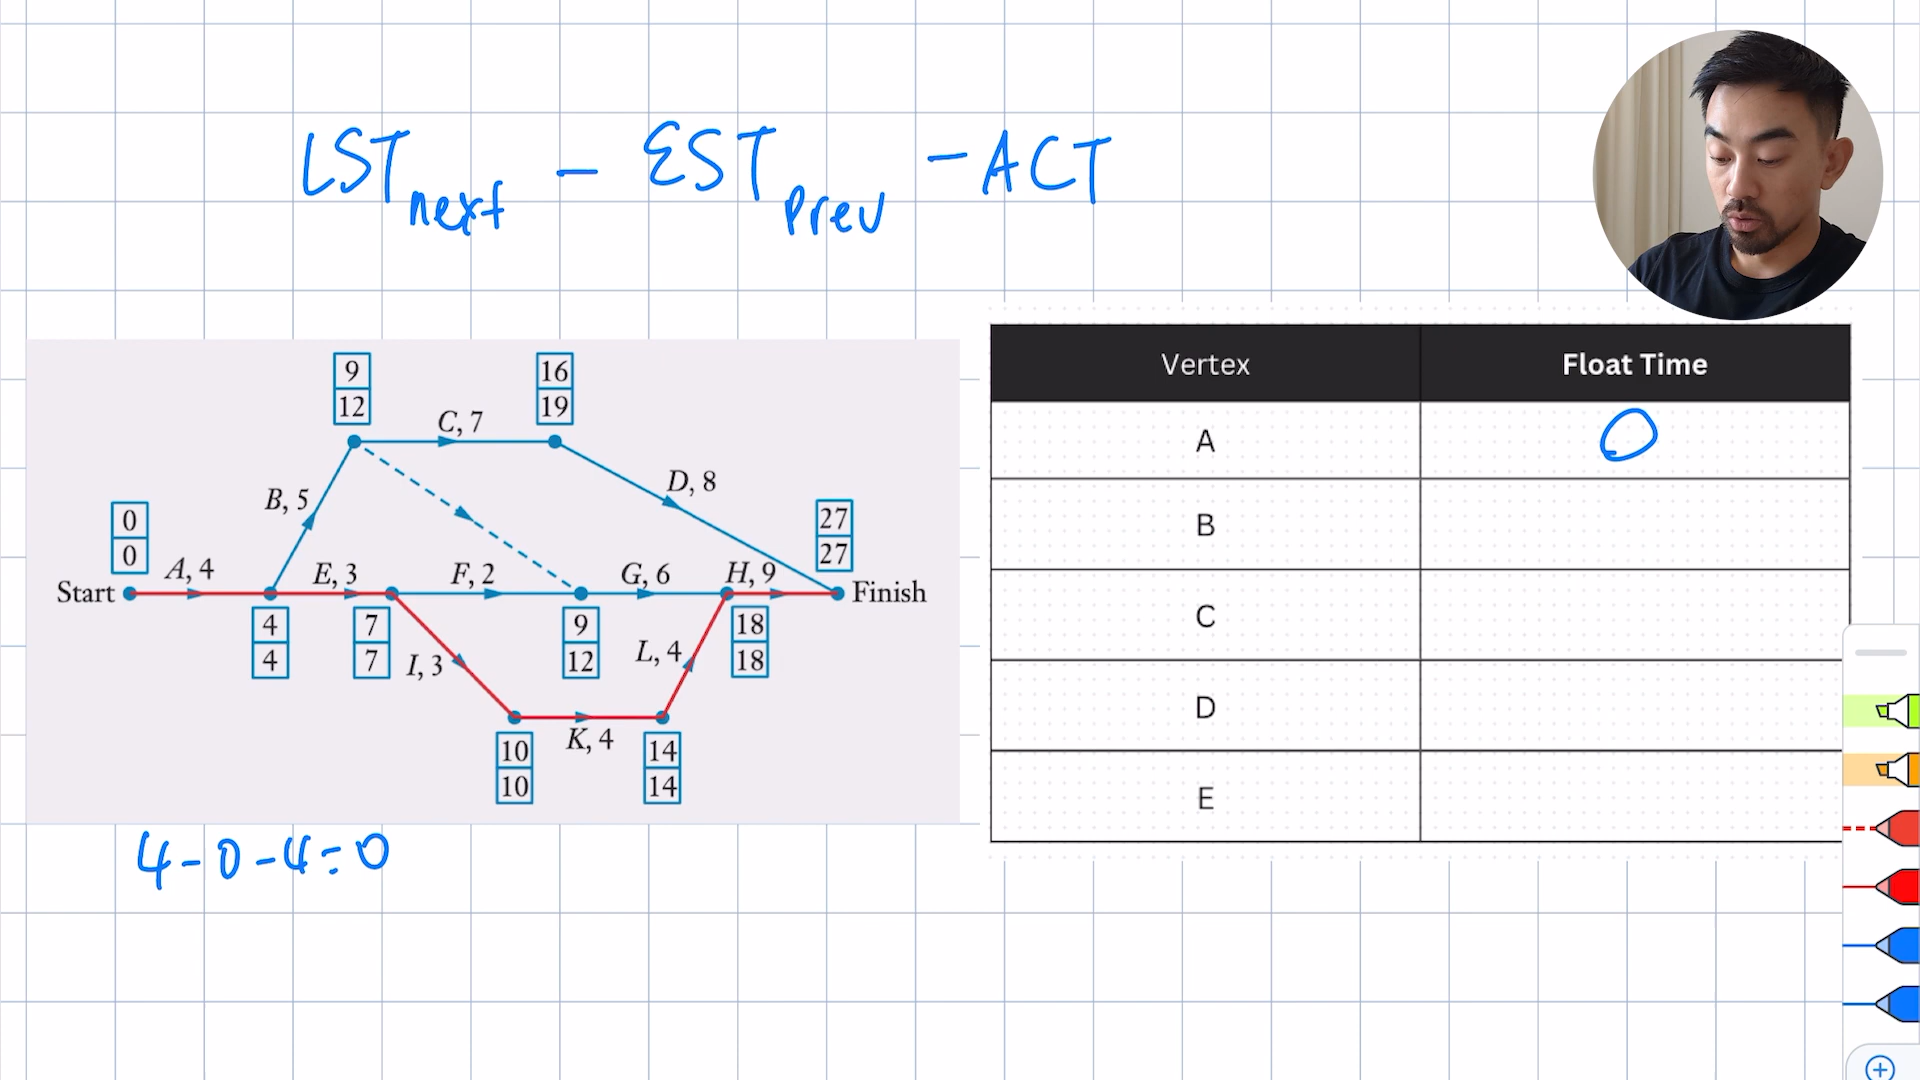 LST next - EST prev - ACT
Vertex Float Time
A 0
B
C
D
E
9
12
16
19
C, 7
B, 5
D, 8
0
0
27
27
Start
A, 4
E, 3
F, 2
G, 6
H, 9
Finish
4
4
7
7
I, 3
9
12
L, 4
18
18
K, 4
10
10
14
14
4-0-4=0